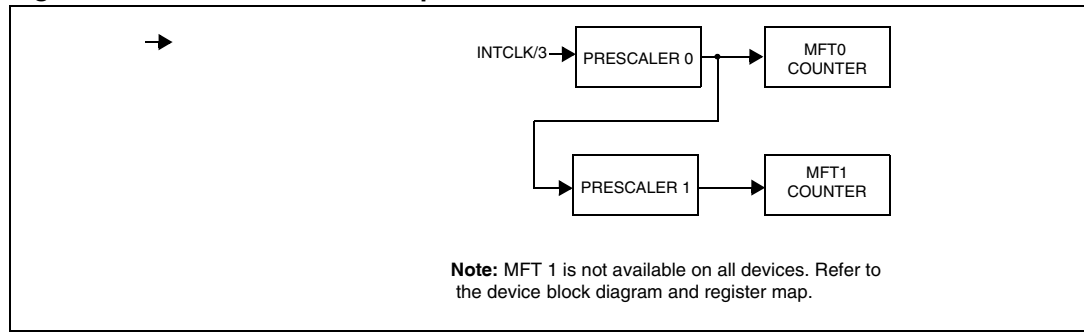 INTCLK/3
PRESCALER 0
MFT0
COUNTER
PRESCALER 1
MFT1
COUNTER
Note: MFT 1 is not available on all devices. Refer to
the device block diagram and register map.